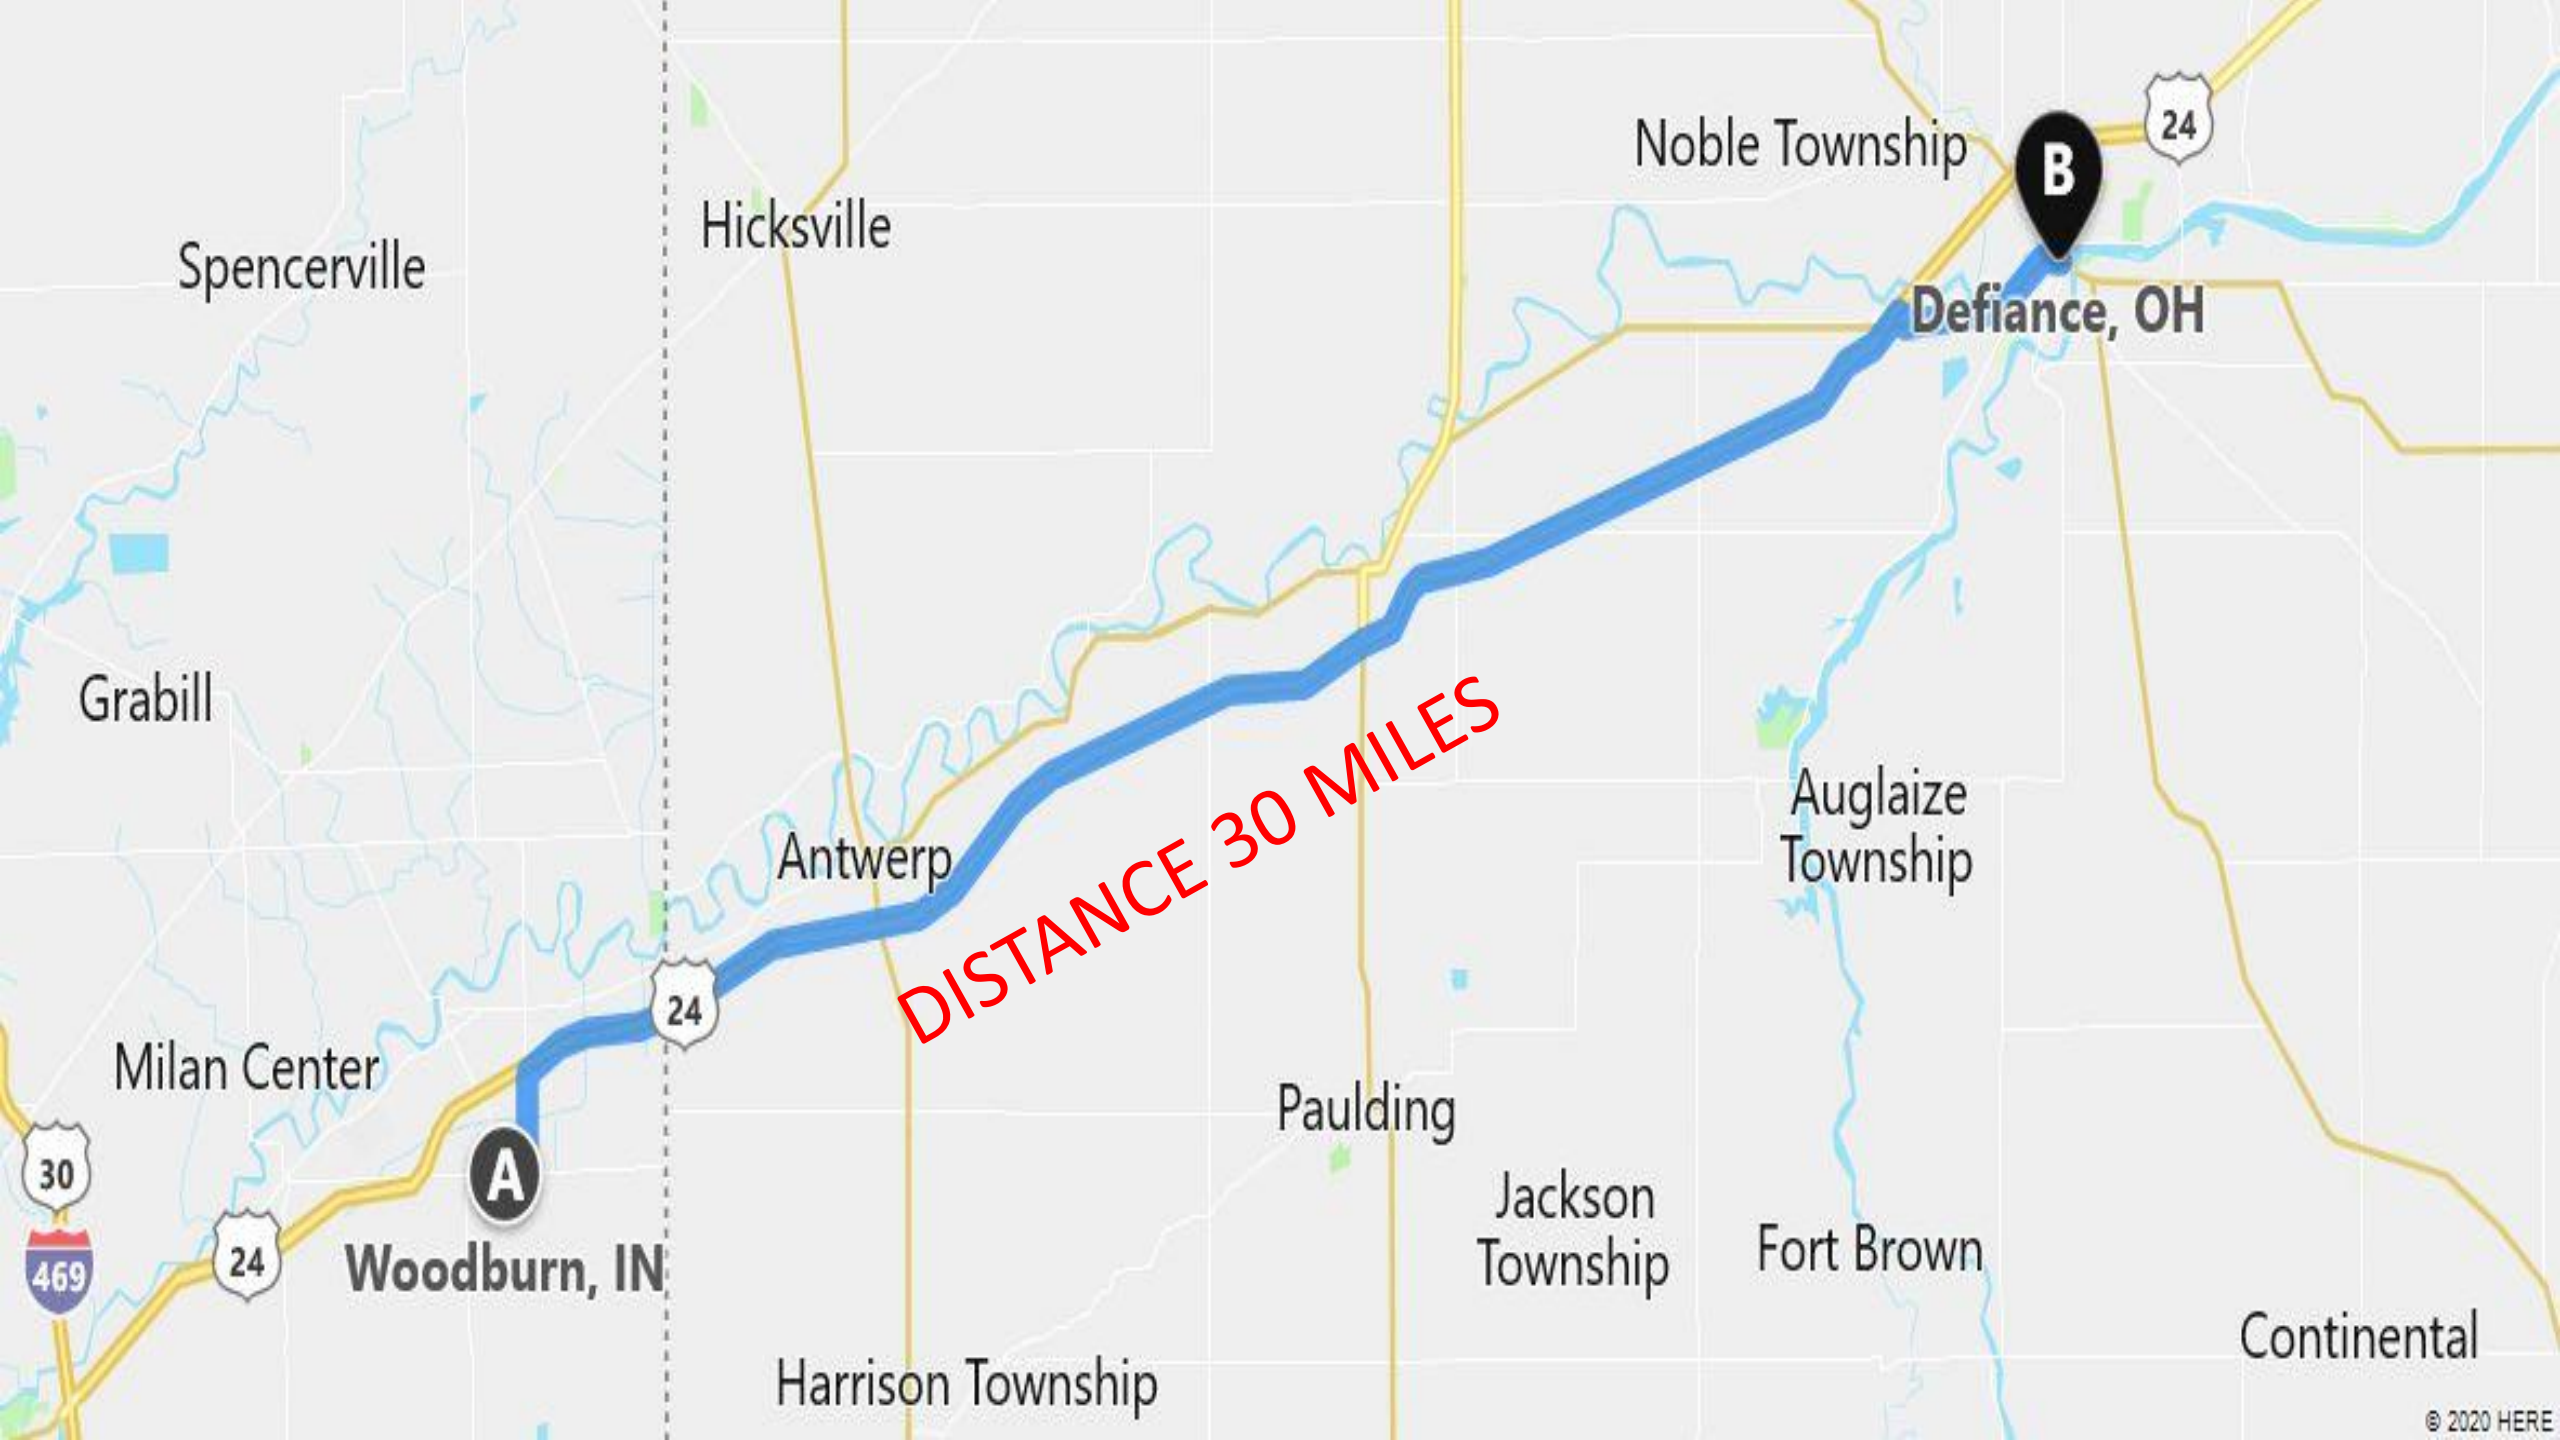 24
Noble Township
B
Hicksville
Spencerville
Defiance, OH
Grabill
DISTANCE 30 MILES
Auglaize
Township
Antwerp
24
Milan Center
Paulding
30
A
Jackson
Township
24
Fort Brown
469
Woodburn, IN
Continental
Harrison Township
© 2020 HERE